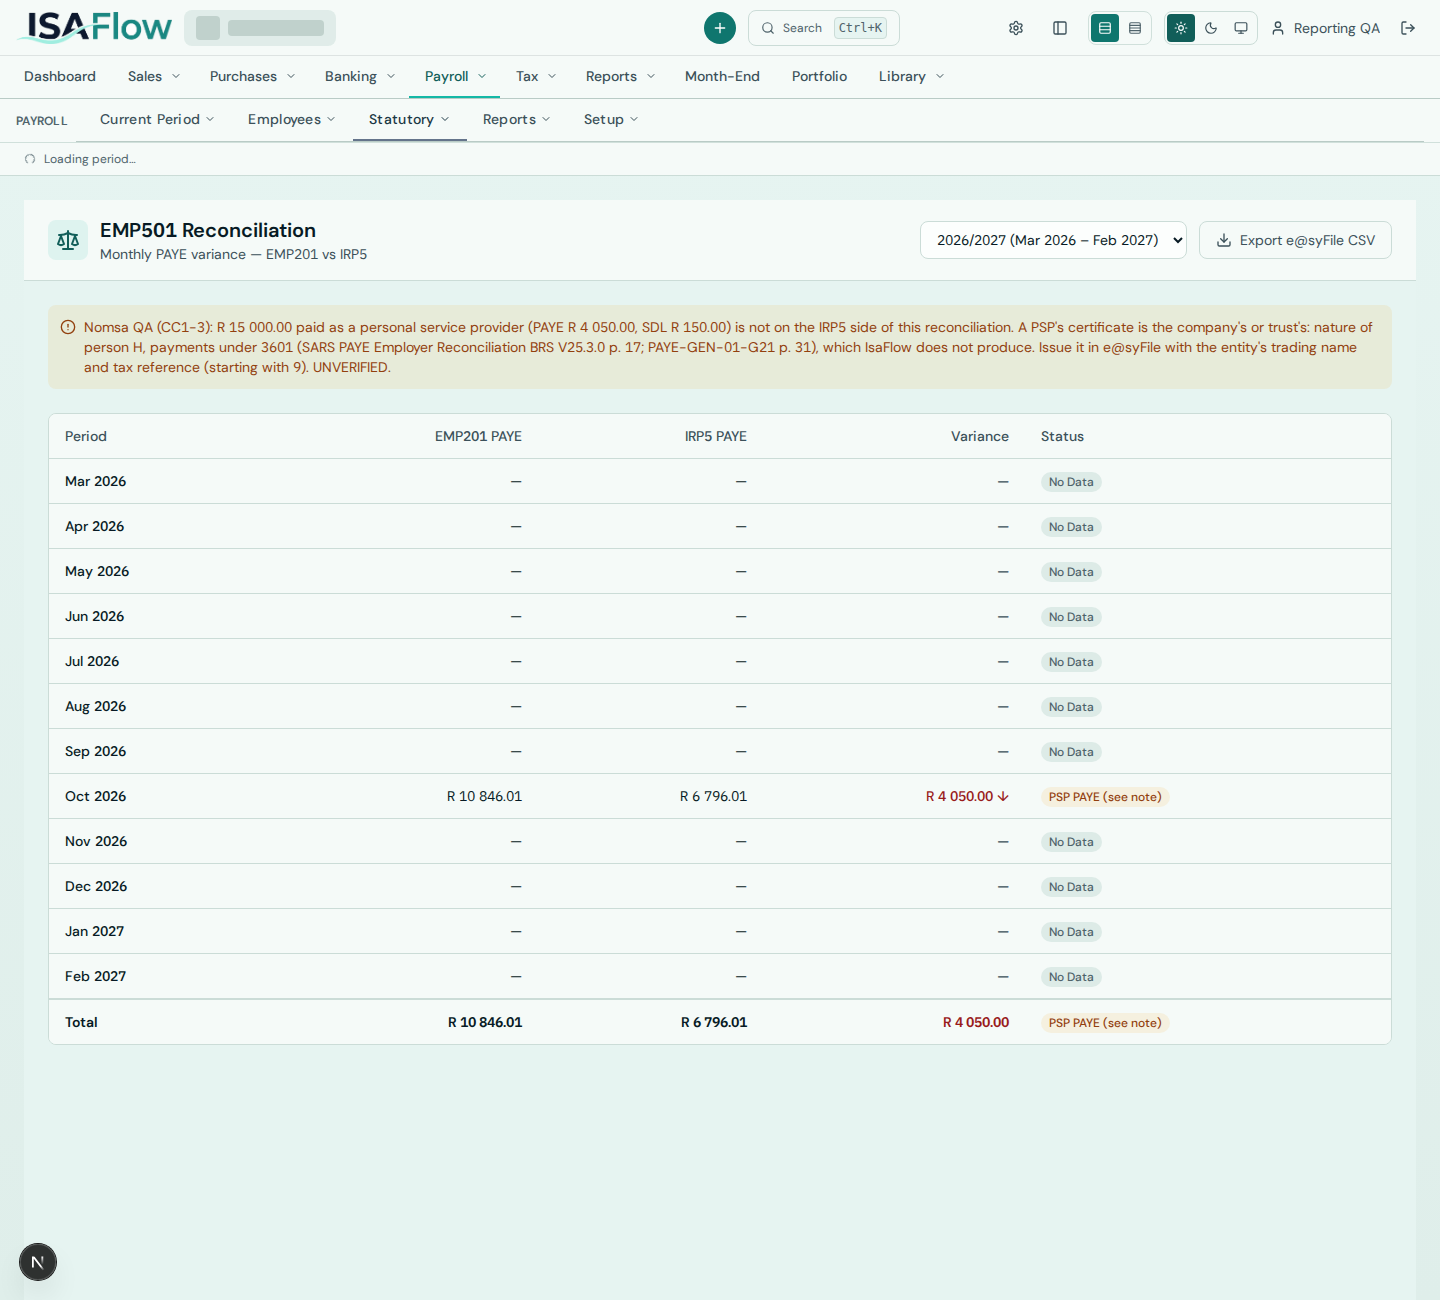 ISAFlow
Search Ctrl+K
Reporting QA
Dashboard Sales Purchases Banking Payroll Tax Reports Month-End Portfolio Library
PAYROLL Current Period Employees Statutory Reports Setup
Loading period...
EMP501 Reconciliation
Monthly PAYE variance — EMP201 vs IRP5
2026/2027 (Mar 2026 – Feb 2027)
Export e@syFile CSV
Nomsa QA (CC1-3): R 15 000.00 paid as a personal service provider (PAYE R 4 050.00, SDL R 150.00) is not on the IRP5 side of this reconciliation. A PSP's certificate is the company's or trust's: nature of
person H, payments under 3601 (SARS PAYE Employer Reconciliation BRS V25.3.0 p. 17; PAYE-GEN-01-G21 p. 31), which IsaFlow does not produce. Issue it in e@syFile with the entity's trading name
and tax reference (starting with 9). UNVERIFIED.
Period EMP201 PAYE IRP5 PAYE Variance Status
Mar 2026 — — — No Data
Apr 2026 — — — No Data
May 2026 — — — No Data
Jun 2026 — — — No Data
Jul 2026 — — — No Data
Aug 2026 — — — No Data
Sep 2026 — — — No Data
Oct 2026 R 10 846.01 R 6 796.01 R 4 050.00 ↓ PSP PAYE (see note)
Nov 2026 — — — No Data
Dec 2026 — — — No Data
Jan 2027 — — — No Data
Feb 2027 — — — No Data
Total R 10 846.01 R 6 796.01 R 4 050.00 PSP PAYE (see note)
N